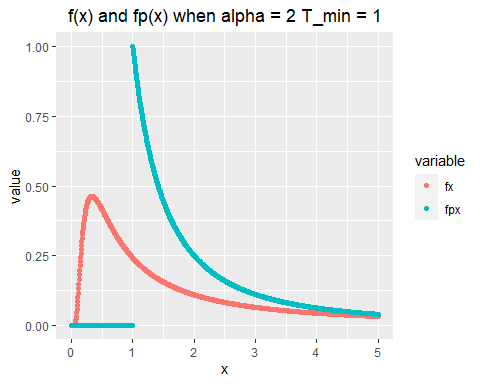 f(x) and fp(x) when alpha = 2 T_min = 1
1.00
0.75
0.50
0.25
0.00
value
0
1
2
3
4
5
x
variable
fx
fpx